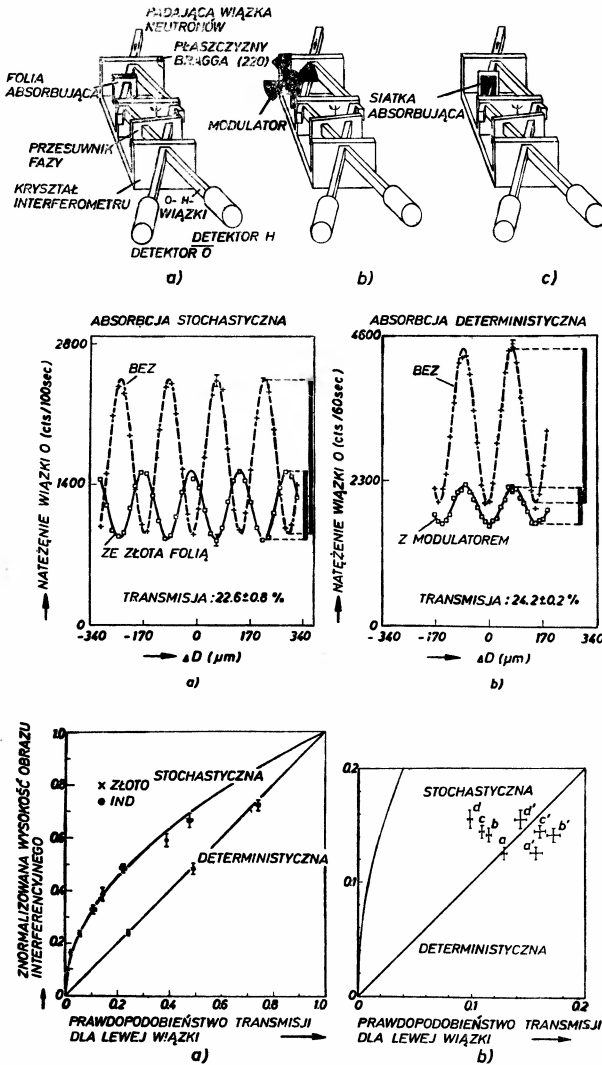 PADAJĄCA WIĄZKA
NEUTRONÓW
PŁASZCZYZNY
BRAGGA (220)
FOLIA
ABSORBUJĄCA
PRZESUWNIK
FAZY
KRYSZTAŁ
INTERFEROMETRU
O- H-
WIĄZKI
DETEKTOR H
DETEKTOR O
a)
MODULATOR
b)
SIATKA
ABSORBUJĄCA
c)
ABSORBCJA STOCHASTYCZNA
NATĘŻENIE WIĄZKI O (cts/100sec)
2800
1400
0
BEZ
ZE ZŁOTA FOLIĄ
TRANSMISJA : 22.6±0.8 %
-340 -170 0 170 340
ΔD (μm)
a)
ABSORBCJA DETERMINISTYCZNA
NATĘŻENIE WIĄZKI O (cts/60sec)
4600
2300
0
BEZ
Z MODULATOREM
TRANSMISJA : 24.2±0.2 %
-340 -170 0 170 340
ΔD (μm)
b)
ZNORMALIZOWANA WYSOKOŚĆ OBRAZU
INTERFERENCYJNEGO
1.0
0.8
0.6
0.4
0.2
0
× ZŁOTO
● IND
STOCHASTYCZNA
DETERMINISTYCZNA
0 0.2 0.4 0.6 0.8 1.0
PRAWDOPODOBIEŃSTWO TRANSMISJI
DLA LEWEJ WIĄZKI
a)
0.2
0.1
0
STOCHASTYCZNA
d d'
c b c' b'
a a'
DETERMINISTYCZNA
0.1 0.2
PRAWDOPODOBIEŃSTWO TRANSMISJI
DLA LEWEJ WIĄZKI
b)